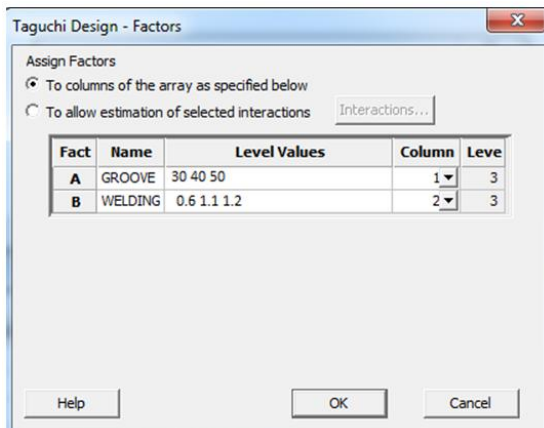 Taguchi Design - Factors
Assign Factors
To columns of the array as specified below
To allow estimation of selected interactions Interactions...
Fact Name Level Values Column Leve
A GROOVE 30 40 50 1 3
B WELDING 0.6 1.1 1.2 2 3
Help OK Cancel